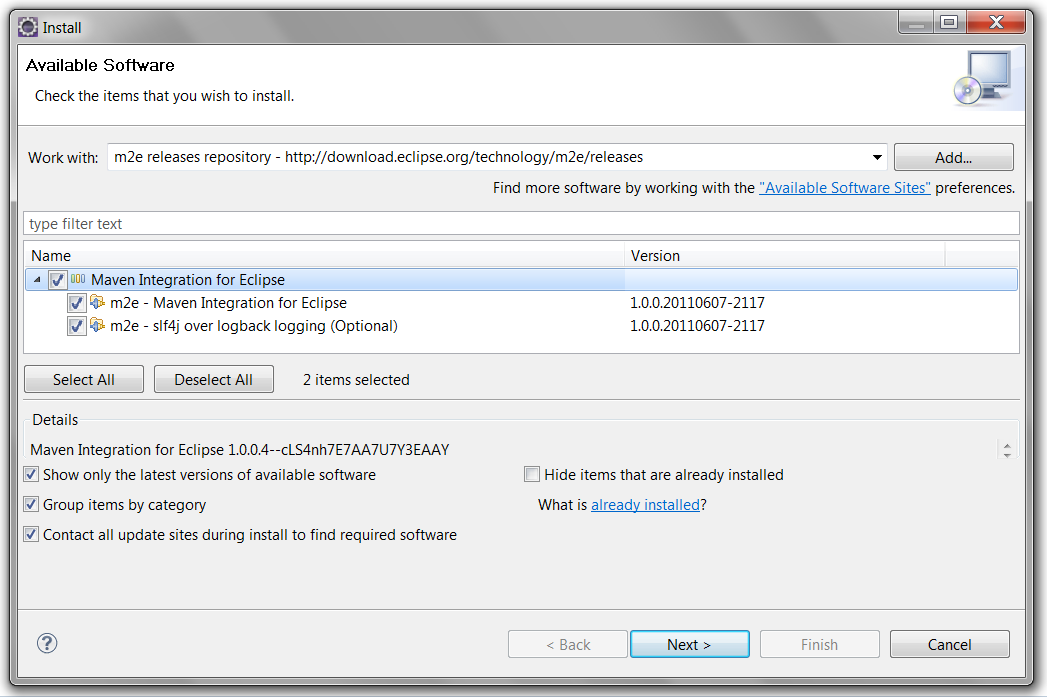 Install
Available Software
Check the items that you wish to install.
Work with: m2e releases repository - http://download.eclipse.org/technology/m2e/releases Add...
Find more software by working with the "Available Software Sites" preferences.
type filter text
Name Version
Maven Integration for Eclipse
m2e - Maven Integration for Eclipse 1.0.0.20110607-2117
m2e - slf4j over logback logging (Optional) 1.0.0.20110607-2117
Select All Deselect All 2 items selected
Details
Maven Integration for Eclipse 1.0.0.4--cLS4nh7E7AA7U7Y3EAAY
Show only the latest versions of available software Hide items that are already installed
Group items by category What is already installed?
Contact all update sites during install to find required software
? < Back Next > Finish Cancel